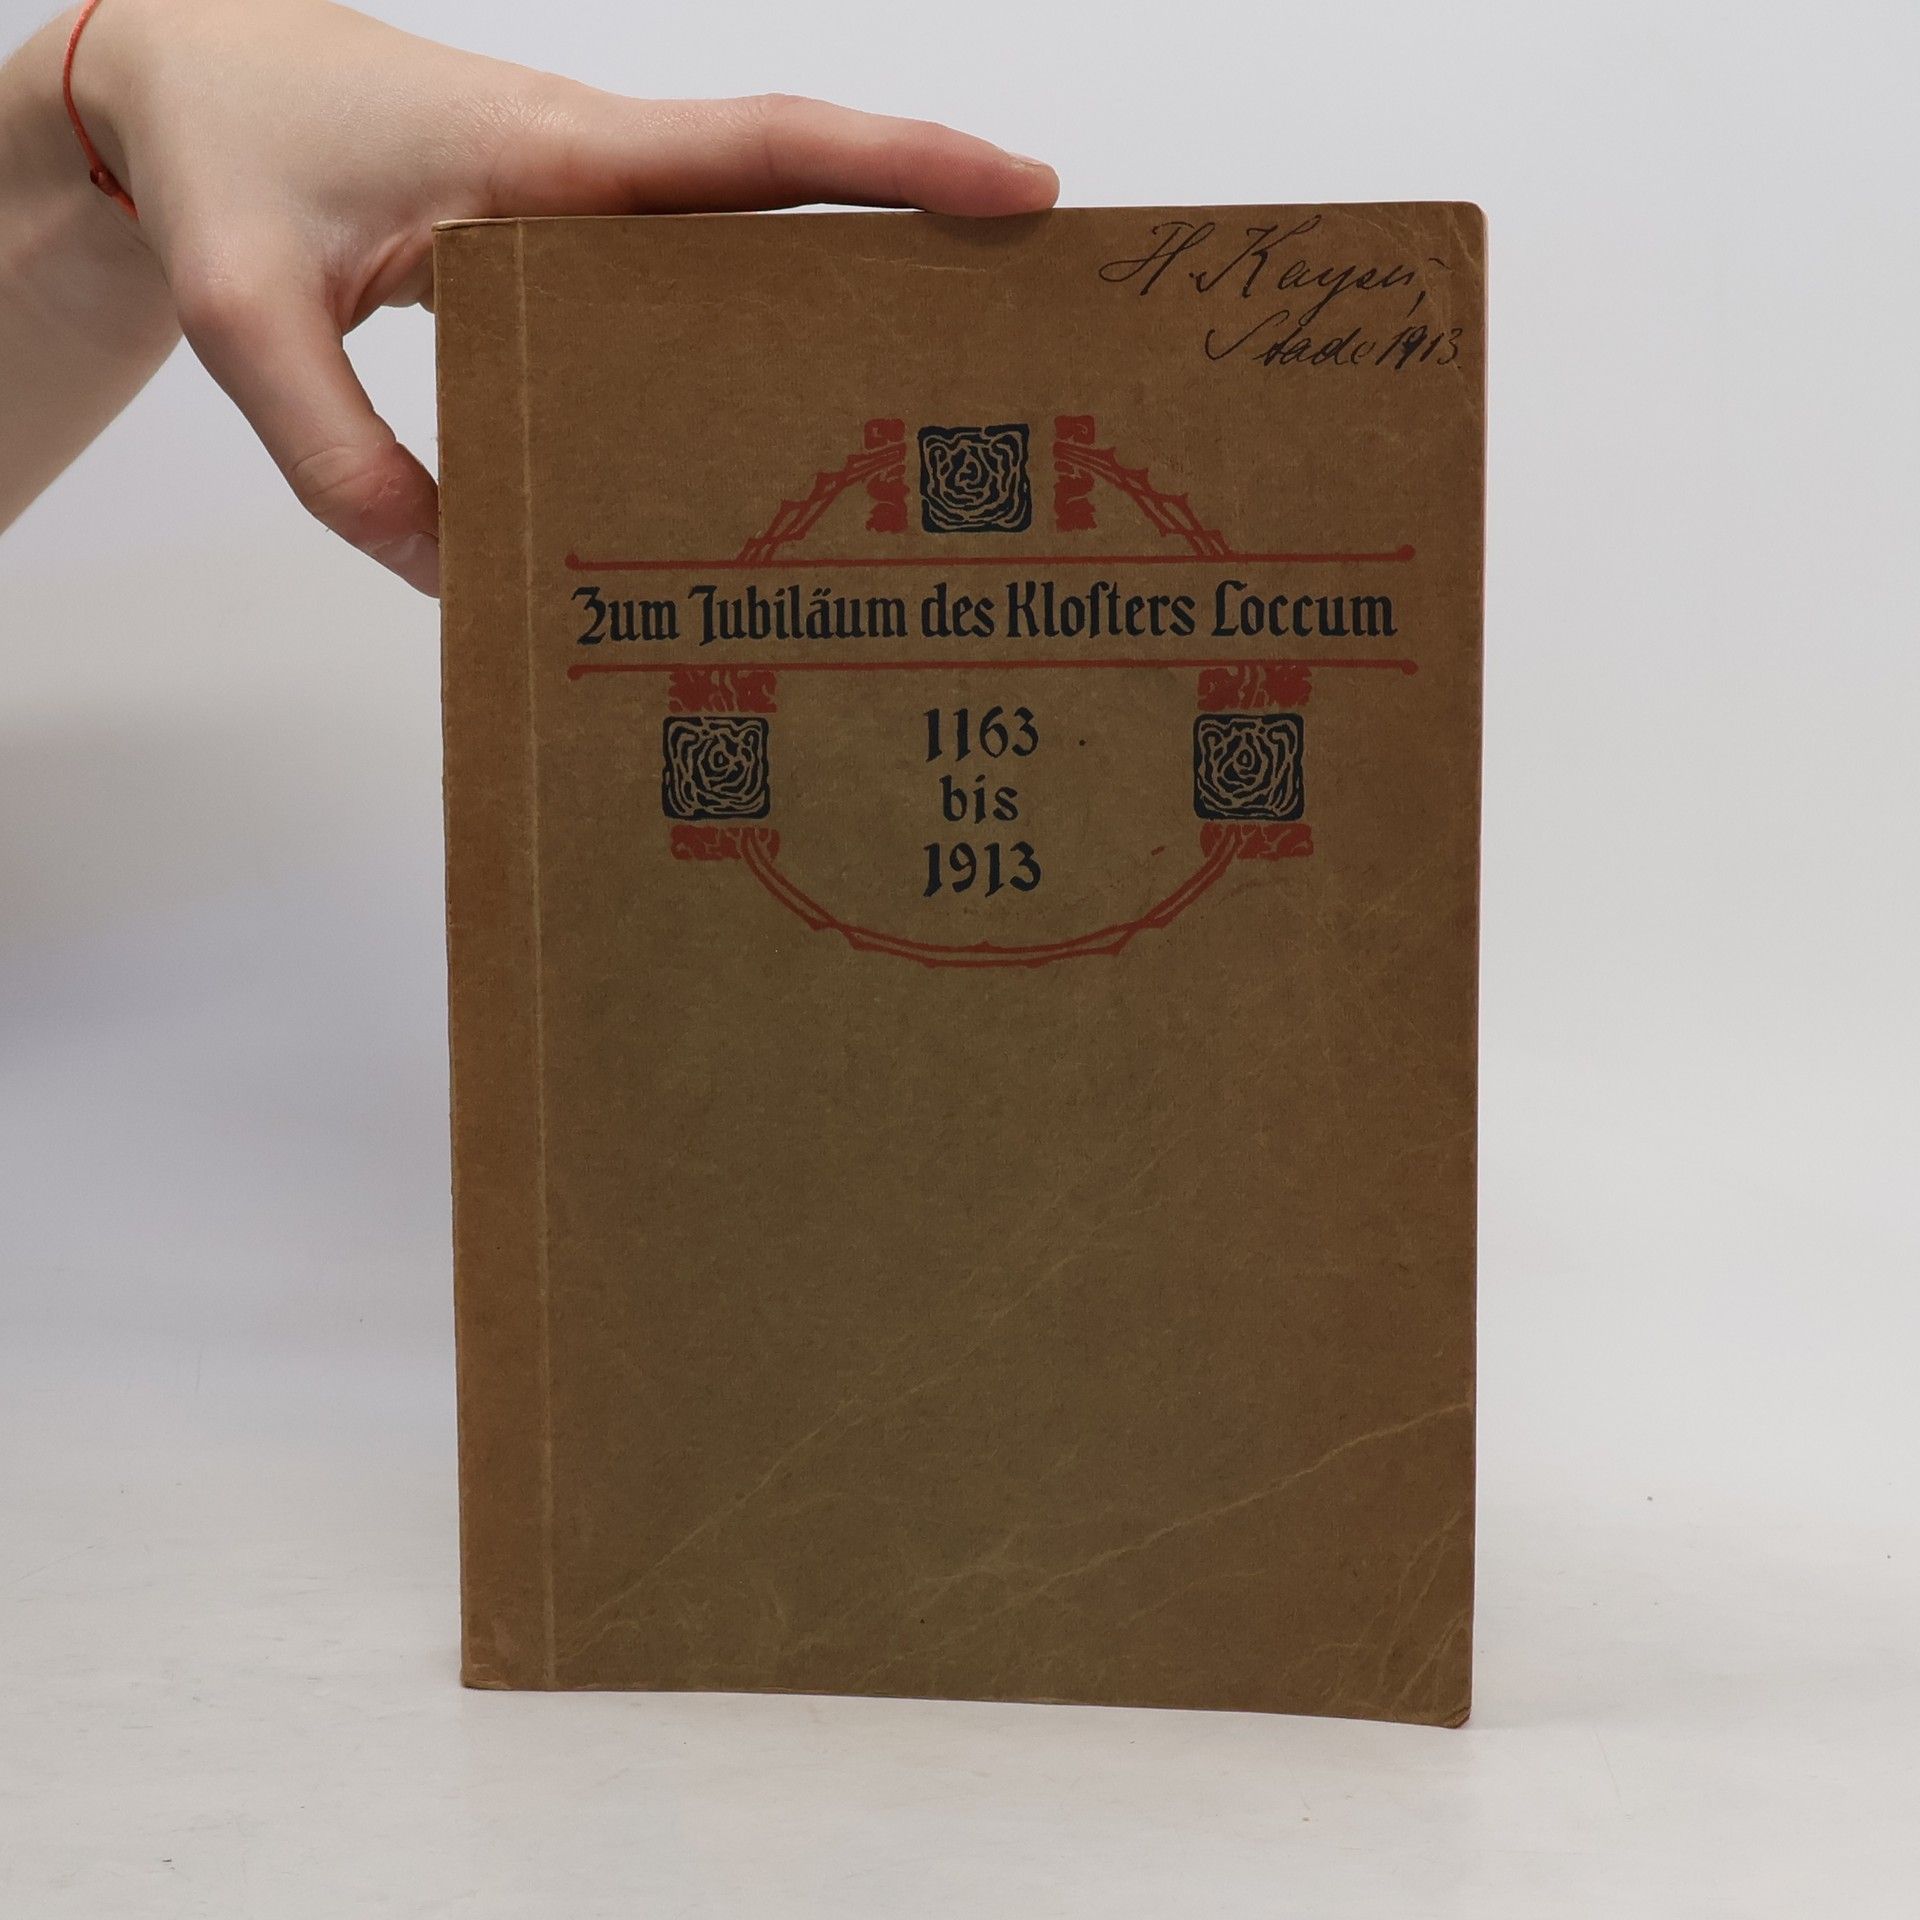 H. Kayser,
Stade 1913.
Zum Jubiläum des Kloſters Loccum
1163
bis
1913